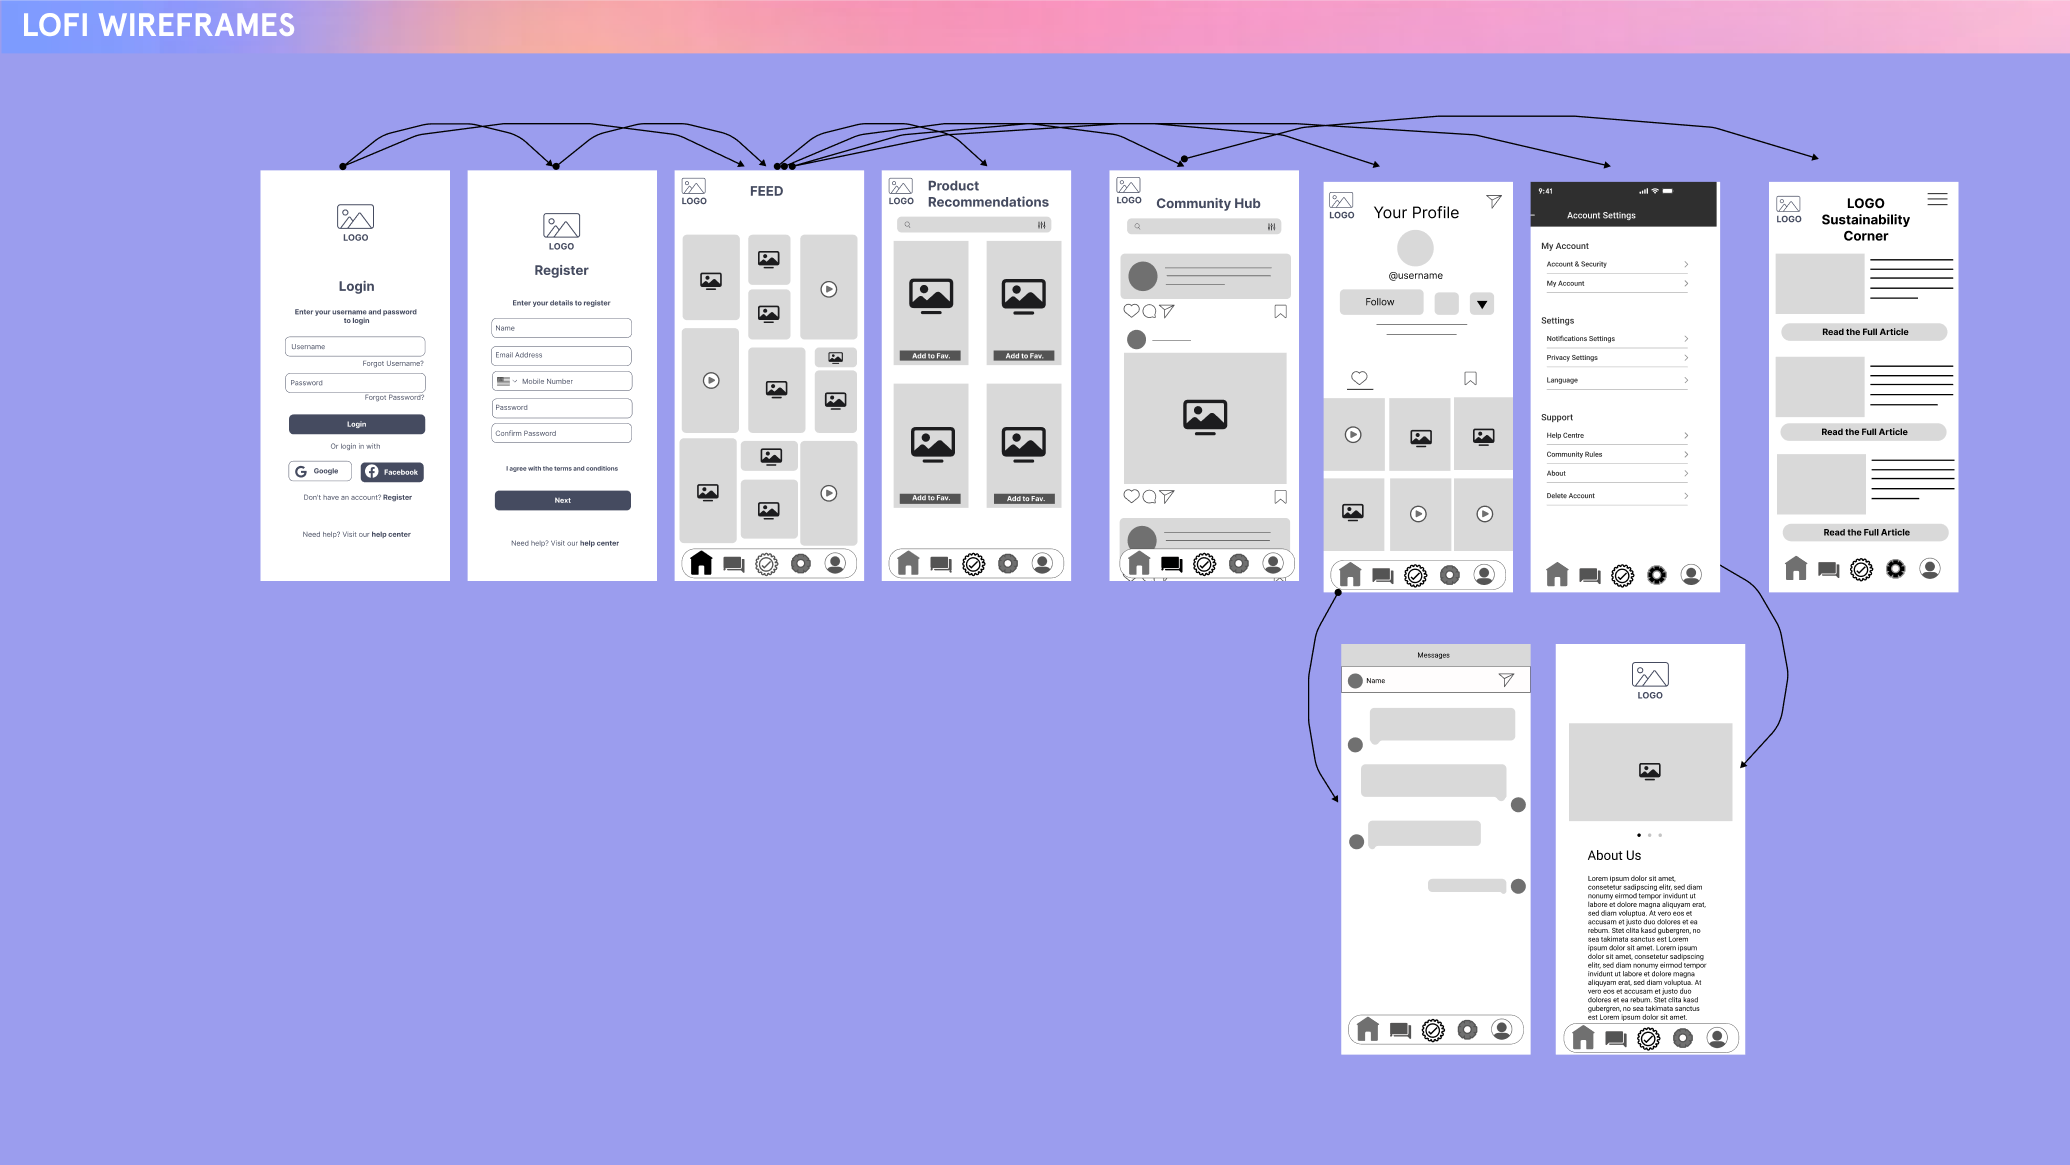 LOFI WIREFRAMES
LOGO
Login
Enter your username and password
to login
Username
Forgot Username?
Password
Forgot Password?
Login
Or login in with
Google
Facebook
Don't have an account? Register
Need help? Visit our help center
LOGO
Register
Enter your details to register
Name
Email Address
Mobile Number
Password
Confirm Password
I agree with the terms and conditions
Next
Need help? Visit our help center
LOGO
FEED
LOGO
Product
Recommendations
Add to Fav.
Add to Fav.
Add to Fav.
Add to Fav.
LOGO
Community Hub
LOGO
Your Profile
@username
Follow
9:41
Account Settings
My Account
Account & Security
My Account
Settings
Notifications Settings
Privacy Settings
Language
Support
Help Centre
Community Rules
About
Delete Account
LOGO
LOGO
Sustainability
Corner
Read the Full Article
Read the Full Article
Read the Full Article
Messages
Name
LOGO
About Us
Lorem ipsum dolor sit amet,
consetetur sadipscing elitr, sed diam
nonumy eirmod tempor invidunt ut
labore et dolore magna aliquyam erat,
sed diam voluptua. At vero eos et
accusam et justo duo dolores et ea
rebum. Stet clita kasd gubergren, no
sea takimata sanctus est Lorem
ipsum dolor sit amet. Lorem ipsum
dolor sit amet, consetetur sadipscing
elitr, sed diam nonumy eirmod tempor
invidunt ut labore et dolore magna
aliquyam erat, sed diam voluptua. At
vero eos et accusam et justo duo
dolores et ea rebum. Stet clita kasd
gubergren, no sea takimata sanctus
est Lorem ipsum dolor sit amet.